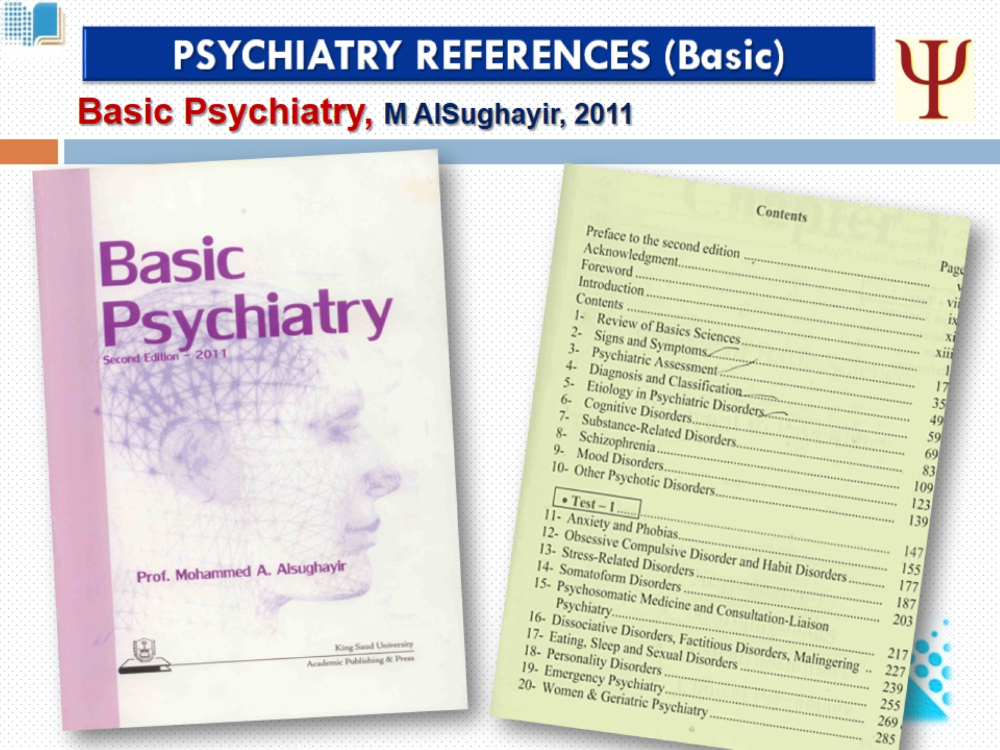 PSYCHIATRY REFERENCES (Basic)
Basic Psychiatry, M AlSughayir, 2011
Basic
Psychiatry
Second Edition - 2011
Prof. Mohammed A. Alsughayir
King Saud University
Academic Publishing & Press
Contents
Page
Preface to the second edition .......... v
Acknowledgment.......... vii
Foreword .......... ix
Introduction .......... xi
Contents .......... xiii
1- Review of Basics Sciences.......... 1
2- Signs and Symptoms.......... 17
3- Psychiatric Assessment .......... 35
4- Diagnosis and Classification.......... 49
5- Etiology in Psychiatric Disorders.......... 59
6- Cognitive Disorders.......... 69
7- Substance-Related Disorders.......... 83
8- Schizophrenia .......... 109
9- Mood Disorders.......... 123
10- Other Psychotic Disorders.......... 139
• Test – I .......... 147
11- Anxiety and Phobias.......... 155
12- Obsessive Compulsive Disorder and Habit Disorders .......... 177
13- Stress-Related Disorders .......... 187
14- Somatoform Disorders .......... 203
15- Psychosomatic Medicine and Consultation-Liaison
Psychiatry.......... 217
16- Dissociative Disorders, Factitious Disorders, Malingering .. 227
17- Eating, Sleep and Sexual Disorders .......... 239
18- Personality Disorders .......... 255
19- Emergency Psychiatry.......... 269
20- Women & Geriatric Psychiatry.......... 285